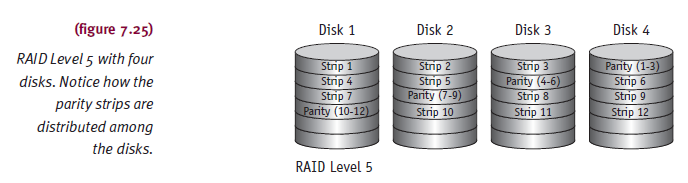 (figure 7.25)
RAID Level 5 with four
disks. Notice how the
parity strips are
distributed among
the disks.
Disk 1
Disk 2
Disk 3
Disk 4
Strip 1
Strip 2
Strip 3
Parity (1-3)
Strip 4
Strip 5
Parity (4-6)
Strip 6
Strip 7
Parity (7-9)
Strip 8
Strip 9
Parity (10-12)
Strip 10
Strip 11
Strip 12
RAID Level 5